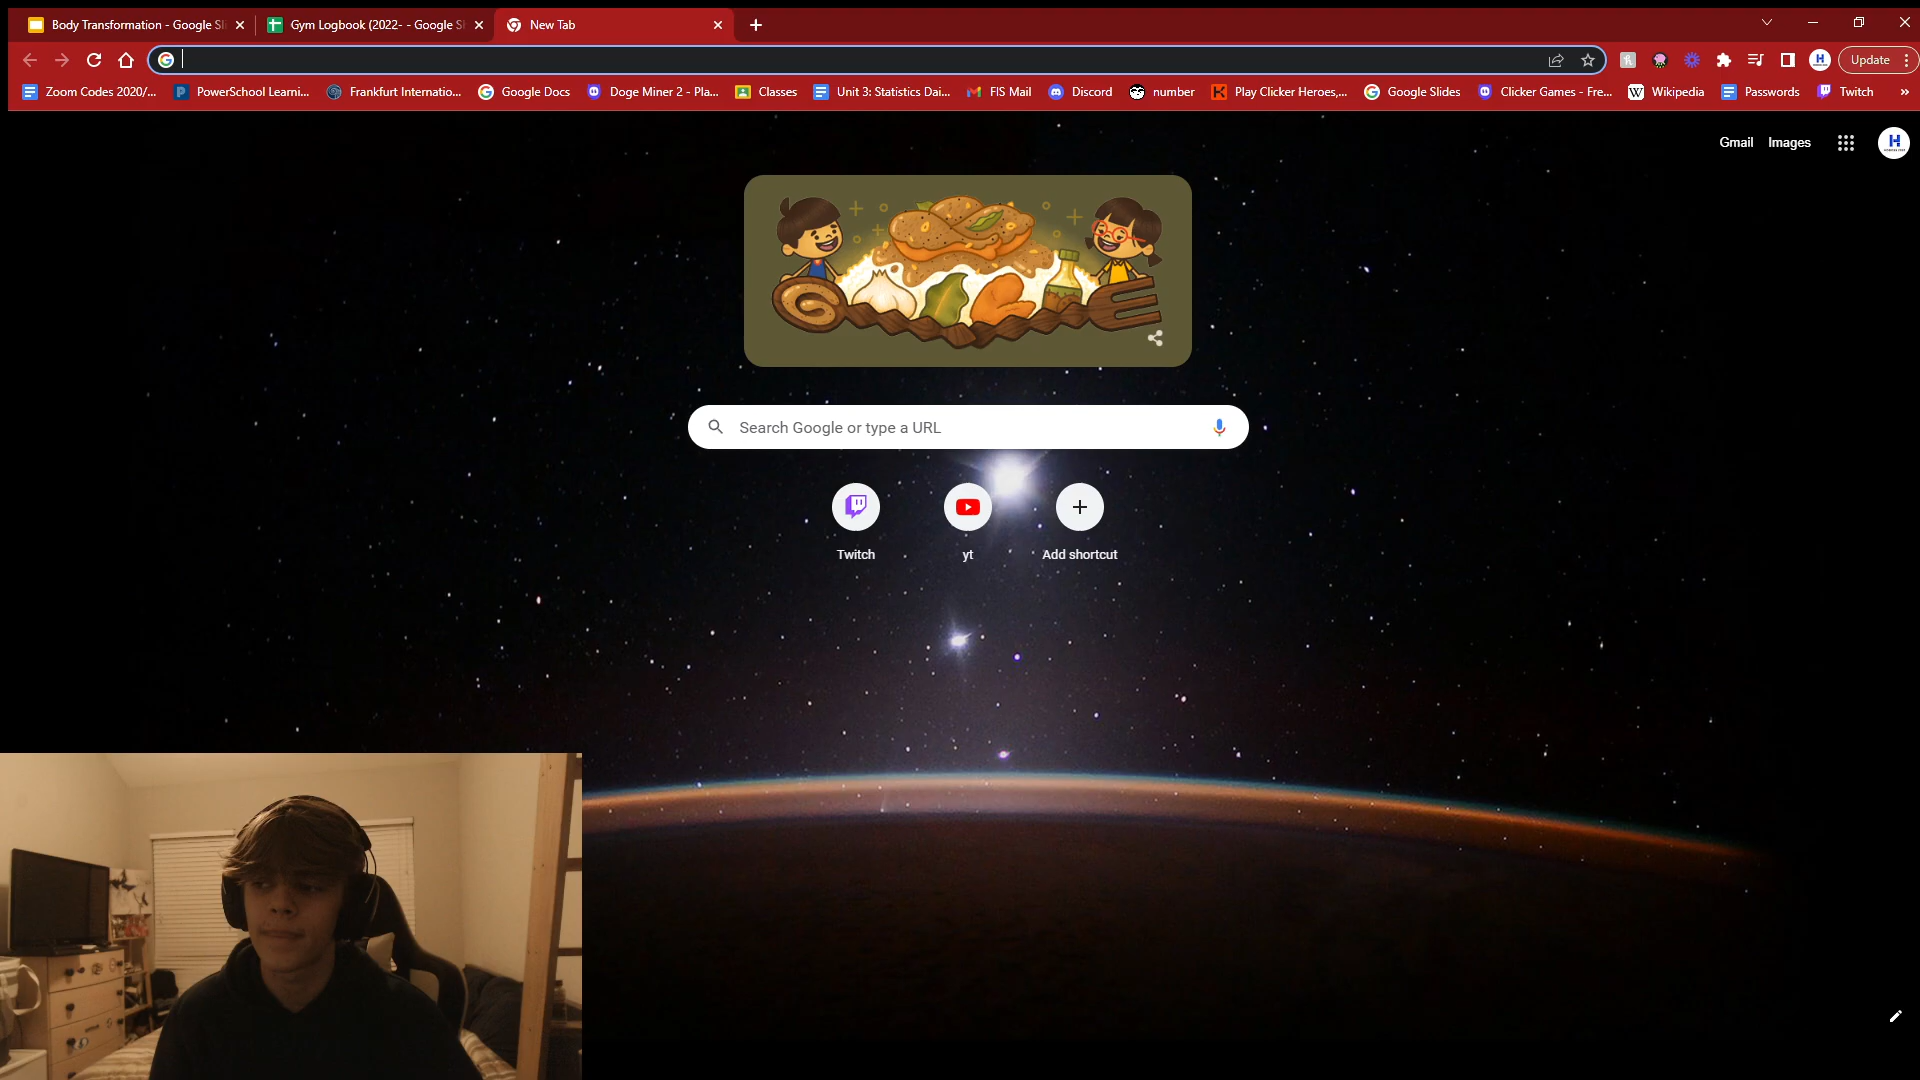 Body Transformation - Google Sli
Gym Logbook (2022- - Google Sh
New Tab
Update
Zoom Codes 2020/...
PowerSchool Learni...
Frankfurt Internatio...
Google Docs
Doge Miner 2 - Pla...
Classes
Unit 3: Statistics Dai...
FIS Mail
Discord
number
Play Clicker Heroes,...
Google Slides
Clicker Games - Fre...
Wikipedia
Passwords
Twitch
»
Gmail
Images
Search Google or type a URL
Twitch
yt
Add shortcut